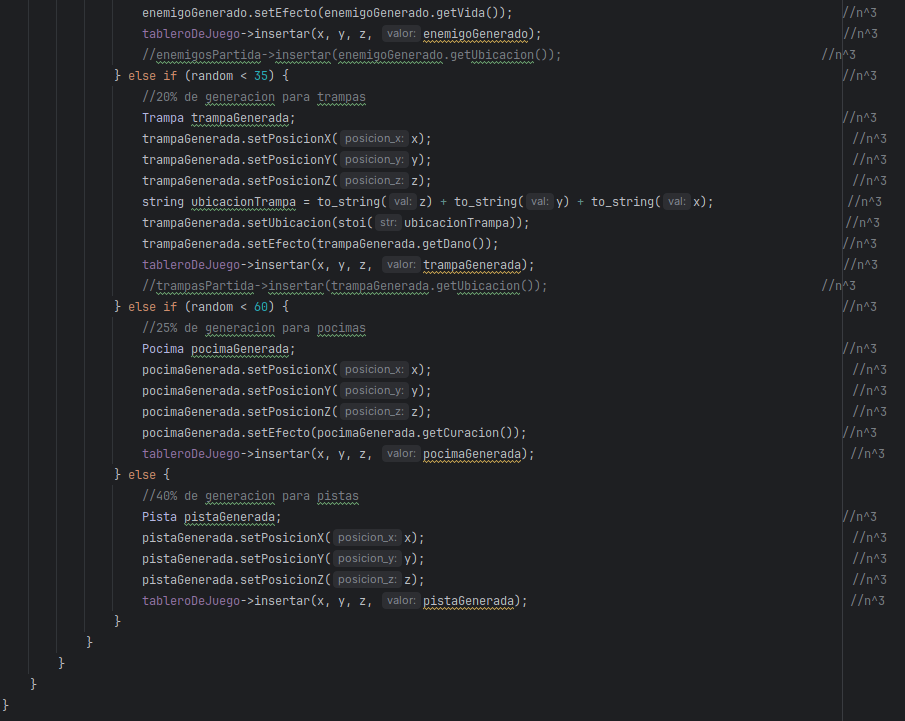 enemigoGenerado.setEfecto(enemigoGenerado.getVida()); //n^3
tableroDeJuego->insertar(x, y, z, valor: enemigoGenerado); //n^3
//enemigosPartida->insertar(enemigoGenerado.getUbicacion()); //n^3
} else if (random < 35) { //n^3
//20% de generacion para trampas
Trampa trampaGenerada; //n^3
trampaGenerada.setPosicionX( posicion_x: x); //n^3
trampaGenerada.setPosicionY( posicion_y: y); //n^3
trampaGenerada.setPosicionZ( posicion_z: z); //n^3
string ubicacionTrampa = to_string( val: z) + to_string( val: y) + to_string( val: x); //n^3
trampaGenerada.setUbicacion(stoi( str: ubicacionTrampa)); //n^3
trampaGenerada.setEfecto(trampaGenerada.getDano()); //n^3
tableroDeJuego->insertar(x, y, z, valor: trampaGenerada); //n^3
//trampasPartida->insertar(trampaGenerada.getUbicacion()); //n^3
} else if (random < 60) { //n^3
//25% de generacion para pocimas
Pocima pocimaGenerada; //n^3
pocimaGenerada.setPosicionX( posicion_x: x); //n^3
pocimaGenerada.setPosicionY( posicion_y: y); //n^3
pocimaGenerada.setPosicionZ( posicion_z: z); //n^3
pocimaGenerada.setEfecto(pocimaGenerada.getCuracion()); //n^3
tableroDeJuego->insertar(x, y, z, valor: pocimaGenerada); //n^3
} else {
//40% de generacion para pistas
Pista pistaGenerada; //n^3
pistaGenerada.setPosicionX( posicion_x: x); //n^3
pistaGenerada.setPosicionY( posicion_y: y); //n^3
pistaGenerada.setPosicionZ( posicion_z: z); //n^3
tableroDeJuego->insertar(x, y, z, valor: pistaGenerada); //n^3
}
}
}
}
}